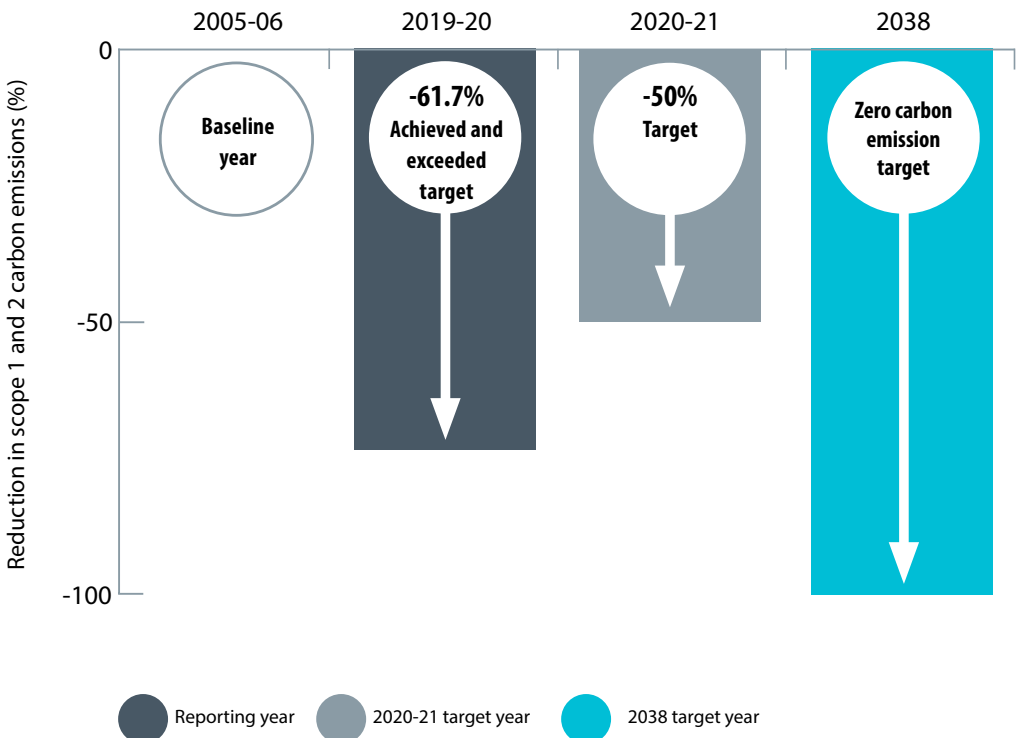 2005-06 2019-20 2020-21 2038
0
-50
-100
Reduction in scope 1 and 2 carbon emissions (%)
Baseline
year
-61.7%
Achieved and
exceeded
target
-50%
Target
Zero carbon
emission
target
Reporting year 2020-21 target year 2038 target year